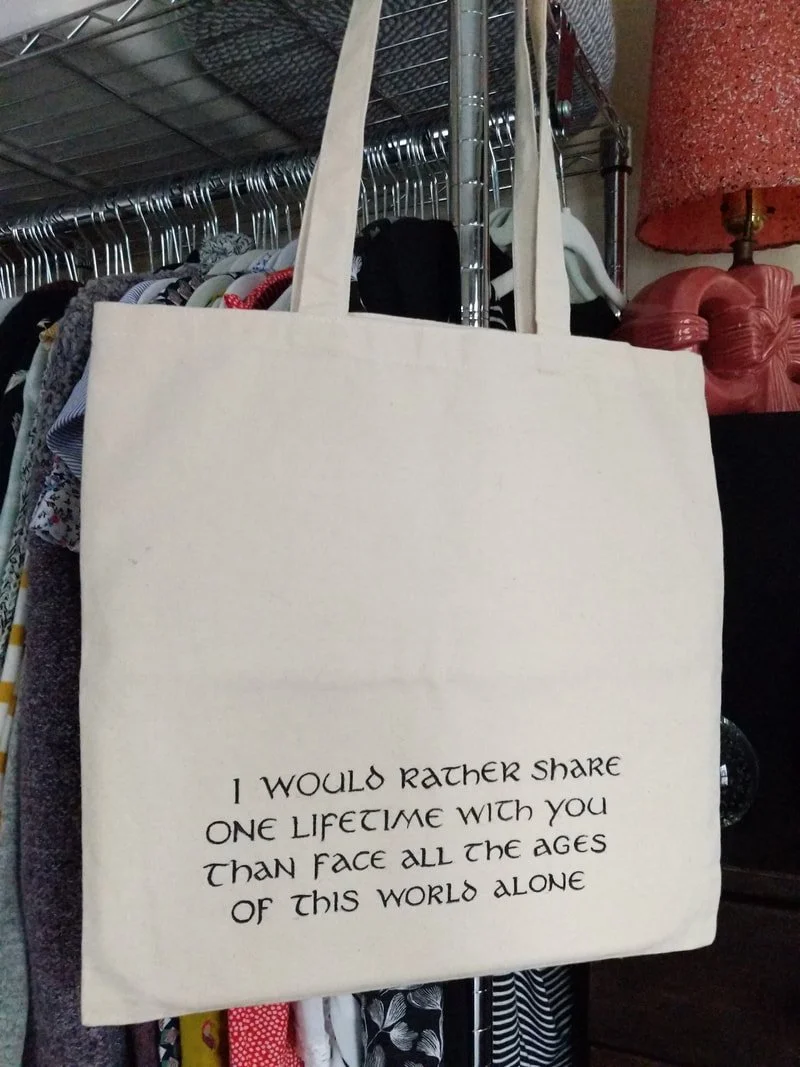 I WOULD RATHER SHARE
ONE LIFETIME WITH YOU
THAN FACE ALL THE AGES
OF THIS WORLD ALONE